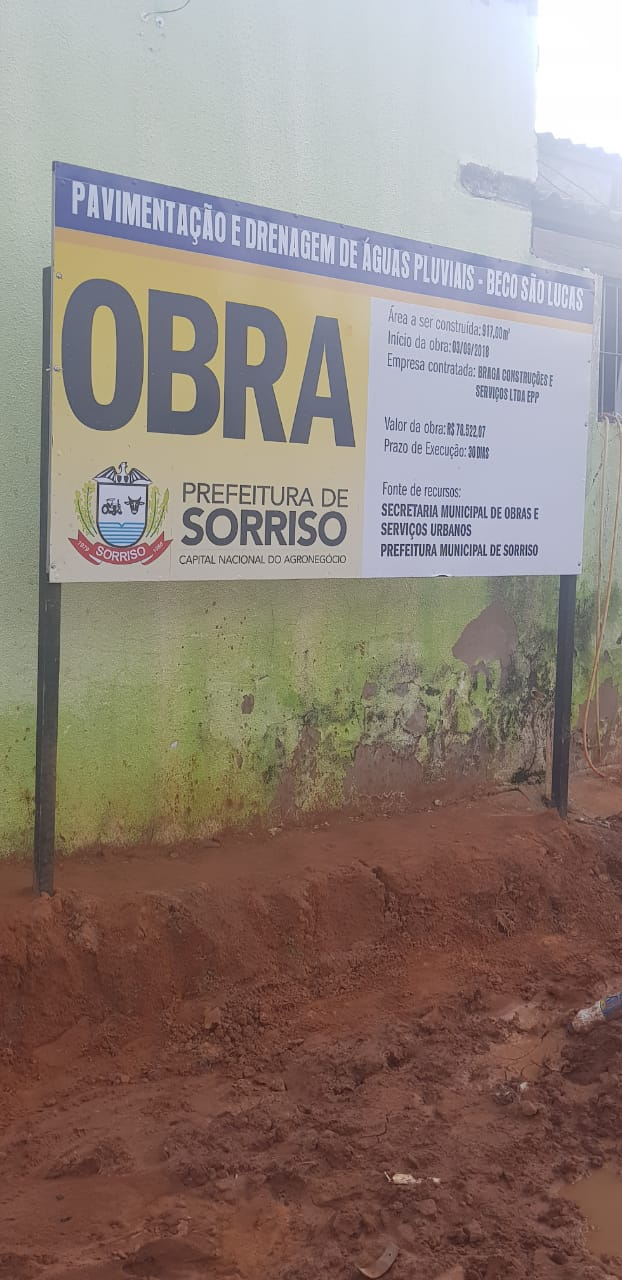 PAVIMENTAÇÃO E DRENAGEM DE ÁGUAS PLUVIAIS - BECO SÃO LUCAS
OBRA
PREFEITURA DE
SORRISO
CAPITAL NACIONAL DO AGRONEGÓCIO
1979 SORRISO 1986
Área a ser construída: 917,00m²
Início da obra: 03/09/2018
Empresa contratada: BRAGA CONSTRUÇÕES E
SERVIÇOS LTDA EPP
Valor da obra: R$ 78.522,07
Prazo de Execução: 30 DIAS
Fonte de recursos:
SECRETARIA MUNICIPAL DE OBRAS E
SERVIÇOS URBANOS
PREFEITURA MUNICIPAL DE SORRISO